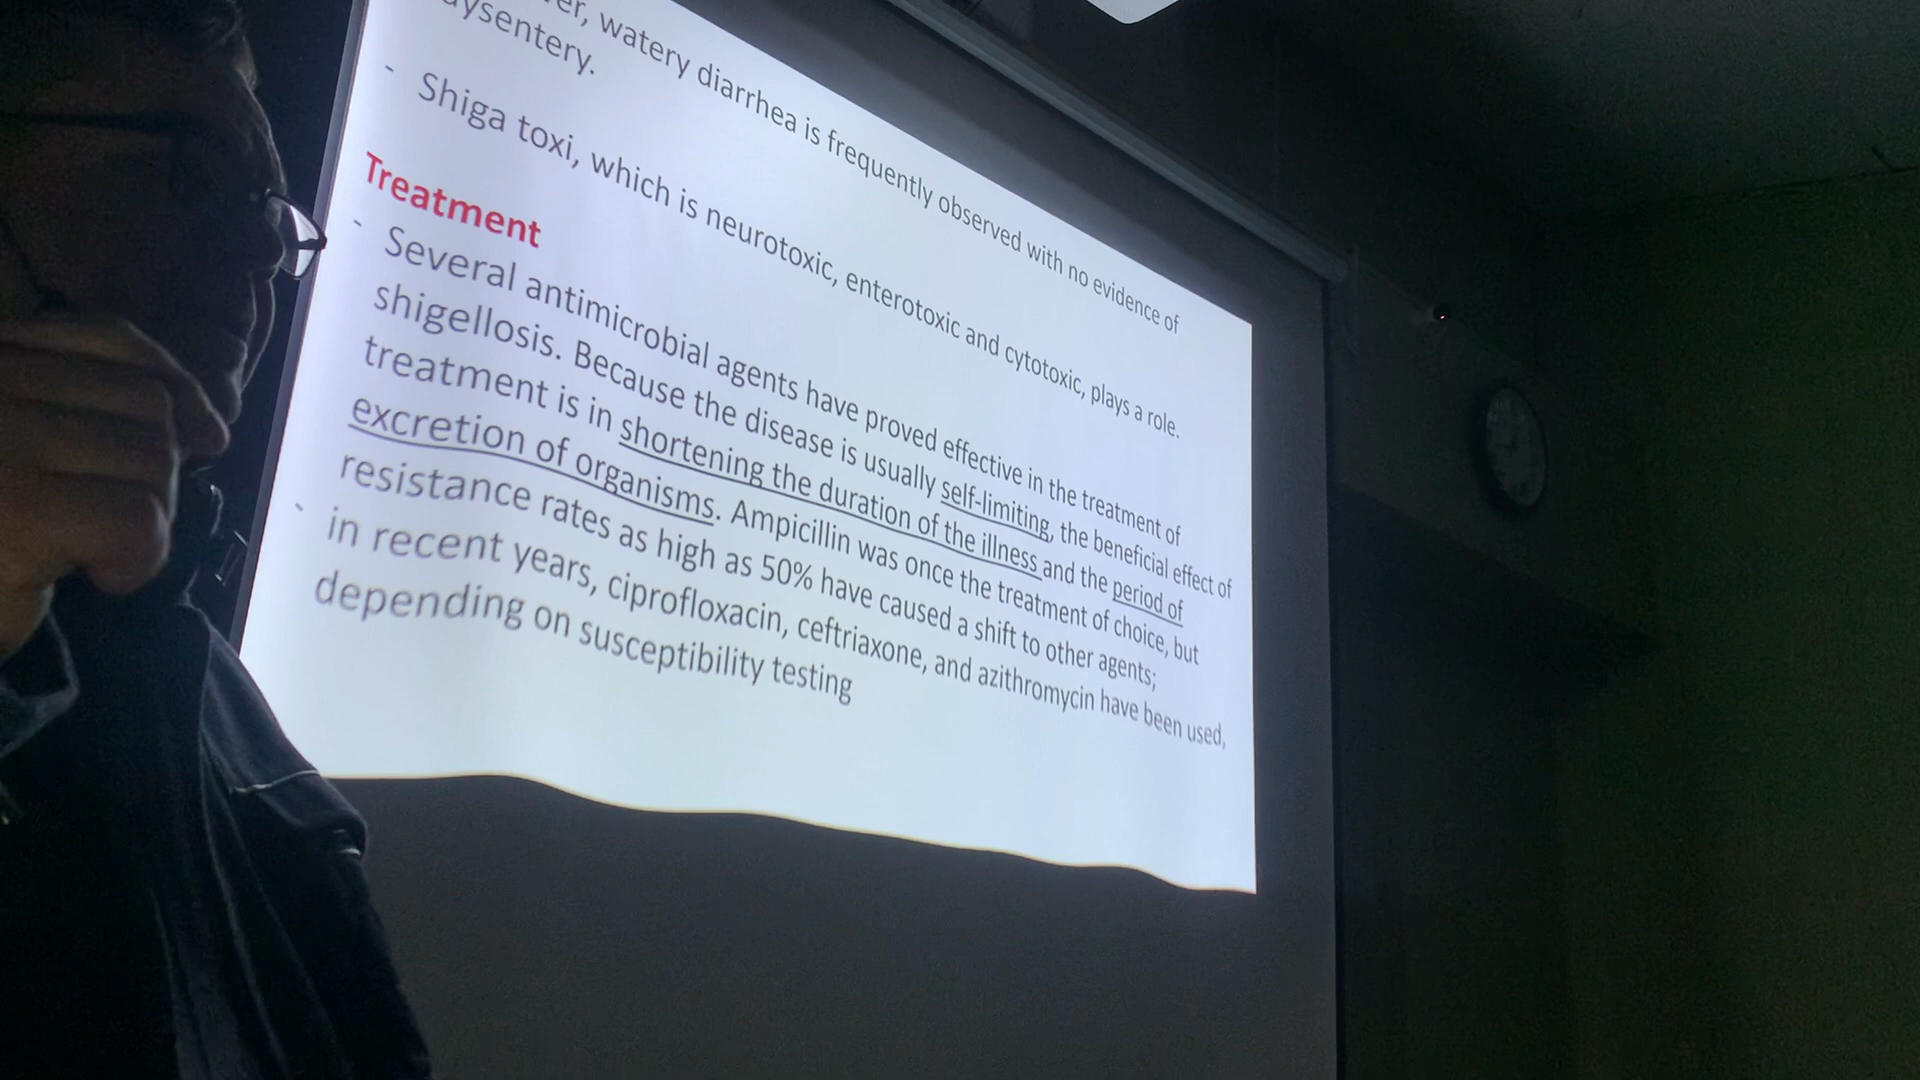 watery diarrhea is frequently observed with no evidence of
dysentery.
- Shiga toxi, which is neurotoxic, enterotoxic and cytotoxic, plays a role.
Treatment
- Several antimicrobial agents have proved effective in the treatment of
shigellosis. Because the disease is usually self-limiting, the beneficial effect of
treatment is in shortening the duration of the illness and the period of
excretion of organisms. Ampicillin was once the treatment of choice, but
resistance rates as high as 50% have caused a shift to other agents;
- in recent years, ciprofloxacin, ceftriaxone, and azithromycin have been used,
depending on susceptibility testing